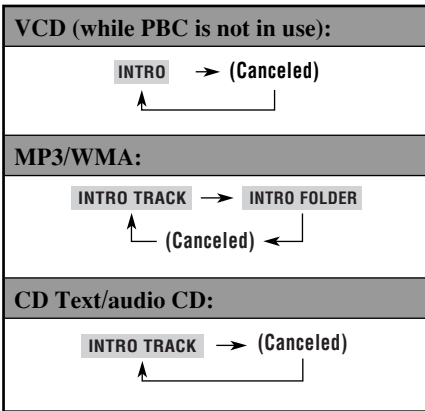 VCD (while PBC is not in use):
INTRO (Canceled)
MP3/WMA:
INTRO TRACK INTRO FOLDER
(Canceled)
CD Text/audio CD:
INTRO TRACK (Canceled)